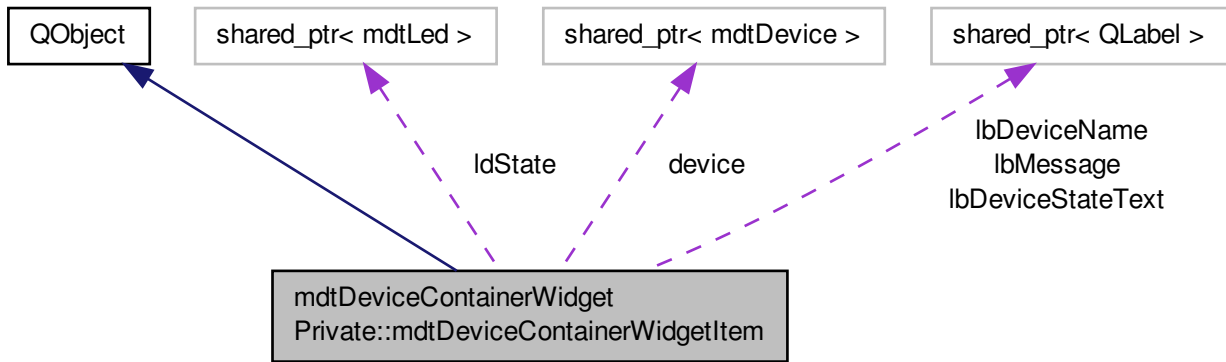 QObject
shared_ptr< mdtLed >
shared_ptr< mdtDevice >
shared_ptr< QLabel >
ldState
device
lbDeviceName
lbMessage
lbDeviceStateText
mdtDeviceContainerWidget
Private::mdtDeviceContainerWidgetItem